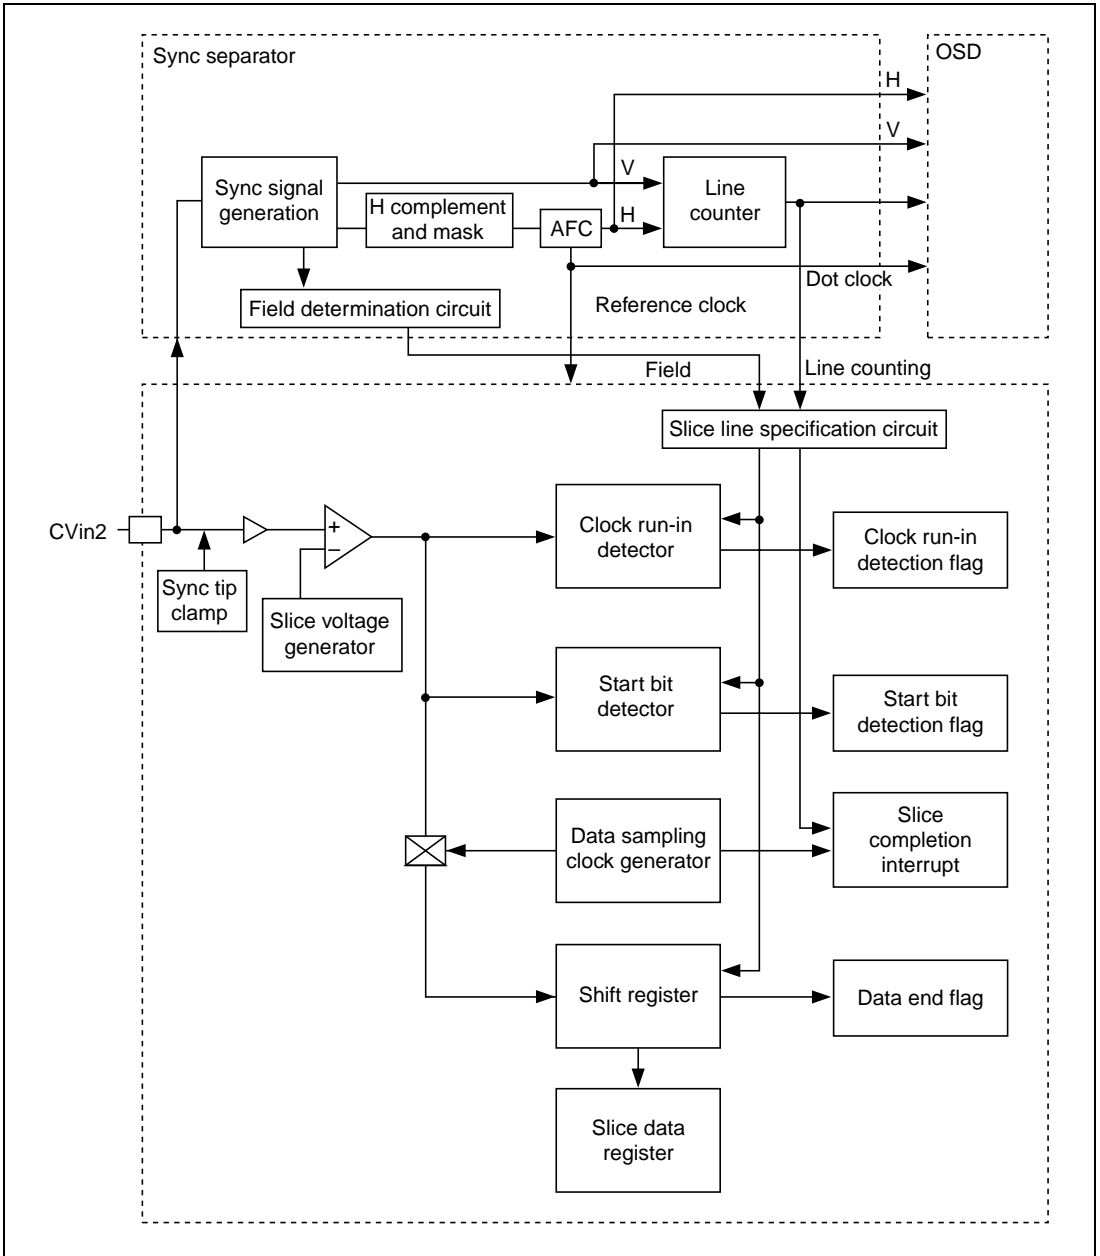 Sync separator
OSD
H
V
Sync signal
generation
V
H complement
and mask
AFC
H
Line
counter
Dot clock
Field determination circuit
Reference clock
Field
Line counting
Slice line specification circuit
CVin2
+
−
Sync tip
clamp
Slice voltage
generator
Clock run-in
detector
Clock run-in
detection flag
Start bit
detector
Start bit
detection flag
Data sampling
clock generator
Slice
completion
interrupt
Shift register
Data end flag
Slice data
register